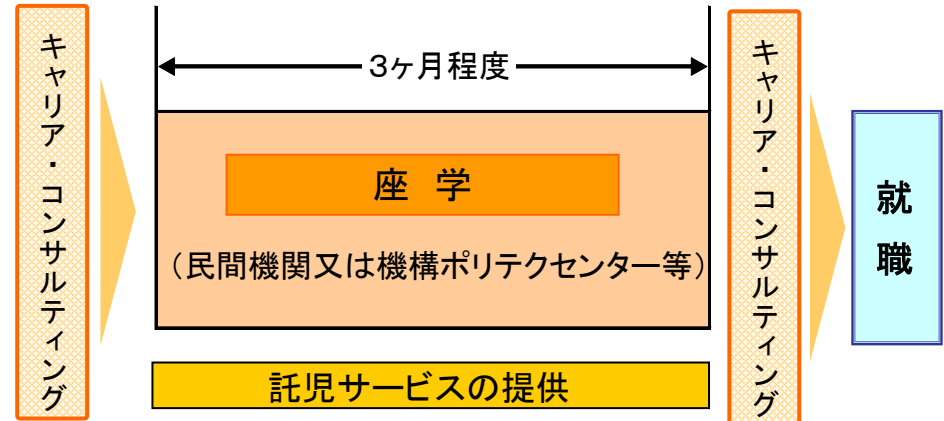 キャリア・コンサルティング
3ヶ月程度
座 学
（民間機関又は機構ポリテクセンター等）
託児サービスの提供
キャリア・コンサルティング
就職